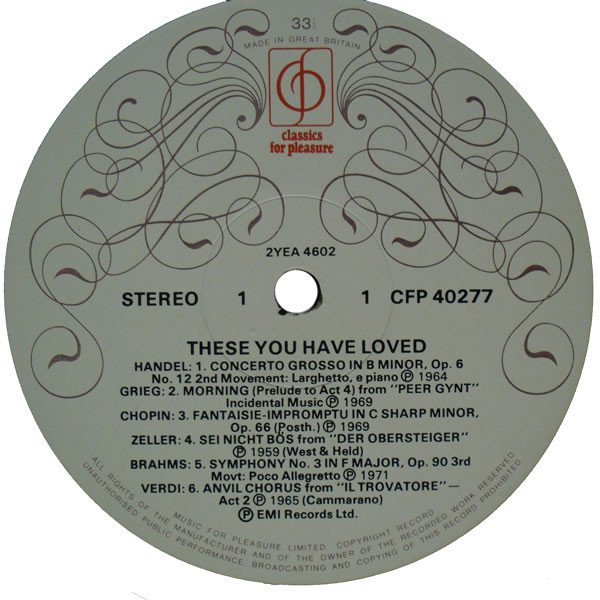 33⅓
MADE IN GREAT BRITAIN
classics
for pleasure
2YEA 4602
STEREO 1 1 CFP 40277
THESE YOU HAVE LOVED
HANDEL: 1. CONCERTO GROSSO IN B MINOR, Op. 6
No. 12 2nd Movement: Larghetto, e piano Ⓟ 1964
GRIEG: 2. MORNING (Prelude to Act 4) from "PEER GYNT"
Incidental Music Ⓟ 1969
CHOPIN: 3. FANTAISIE-IMPROMPTU IN C SHARP MINOR,
Op. 66 (Posth.) Ⓟ 1969
ZELLER: 4. SEI NICHT BÖS from "DER OBERSTEIGER"
Ⓟ 1959 (West & Held)
BRAHMS: 5. SYMPHONY No. 3 IN F MAJOR, Op. 90 3rd
Movt: Poco Allegretto Ⓟ 1971
VERDI: 6. ANVIL CHORUS from "IL TROVATORE" —
Act 2 Ⓟ 1965 (Cammarano)
Ⓟ EMI Records Ltd.
MUSIC FOR PLEASURE LIMITED COPYRIGHT RECORD
ALL RIGHTS OF THE MANUFACTURER AND OF THE OWNER OF THE RECORDED WORK RESERVED
UNAUTHORISED PUBLIC PERFORMANCE, BROADCASTING AND COPYING OF THIS RECORD PROHIBITED